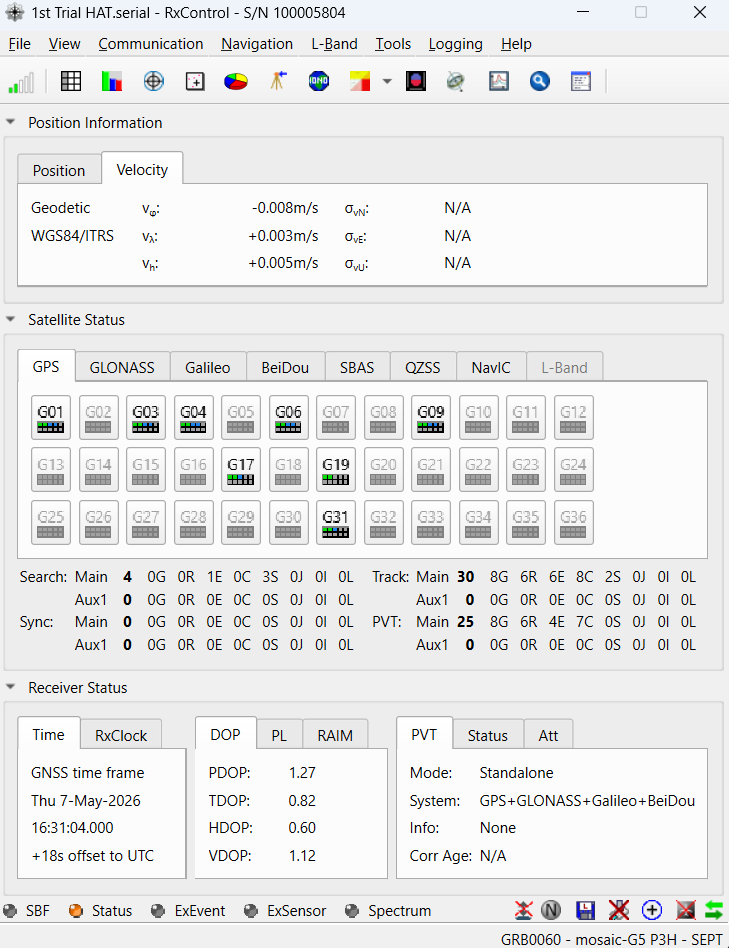 1st Trial HAT.serial - RxControl - S/N 100005804
File View Communication Navigation L-Band Tools Logging Help
Position Information
Position Velocity
Geodetic vφ: -0.008m/s σvN: N/A
WGS84/ITRS vλ: +0.003m/s σvE: N/A
vh: +0.005m/s σvU: N/A
Satellite Status
GPS GLONASS Galileo BeiDou SBAS QZSS NavIC L-Band
G01 G02 G03 G04 G05 G06 G07 G08 G09 G10 G11 G12
G13 G14 G15 G16 G17 G18 G19 G20 G21 G22 G23 G24
G25 G26 G27 G28 G29 G30 G31 G32 G33 G34 G35 G36
Search: Main 4 0G 0R 1E 0C 3S 0J 0I 0L Track: Main 30 8G 6R 6E 8C 2S 0J 0I 0L
Aux1 0 0G 0R 0E 0C 0S 0J 0I 0L Aux1 0 0G 0R 0E 0C 0S 0J 0I 0L
Sync: Main 0 0G 0R 0E 0C 0S 0J 0I 0L PVT: Main 25 8G 6R 4E 7C 0S 0J 0I 0L
Aux1 0 0G 0R 0E 0C 0S 0J 0I 0L Aux1 0 0G 0R 0E 0C 0S 0J 0I 0L
Receiver Status
Time RxClock DOP PL RAIM PVT Status Att
GNSS time frame PDOP: 1.27 Mode: Standalone
Thu 7-May-2026 TDOP: 0.82 System: GPS+GLONASS+Galileo+BeiDou
16:31:04.000 HDOP: 0.60 Info: None
+18s offset to UTC VDOP: 1.12 Corr Age: N/A
SBF Status ExEvent ExSensor Spectrum N
GRB0060 - mosaic-G5 P3H - SEPT